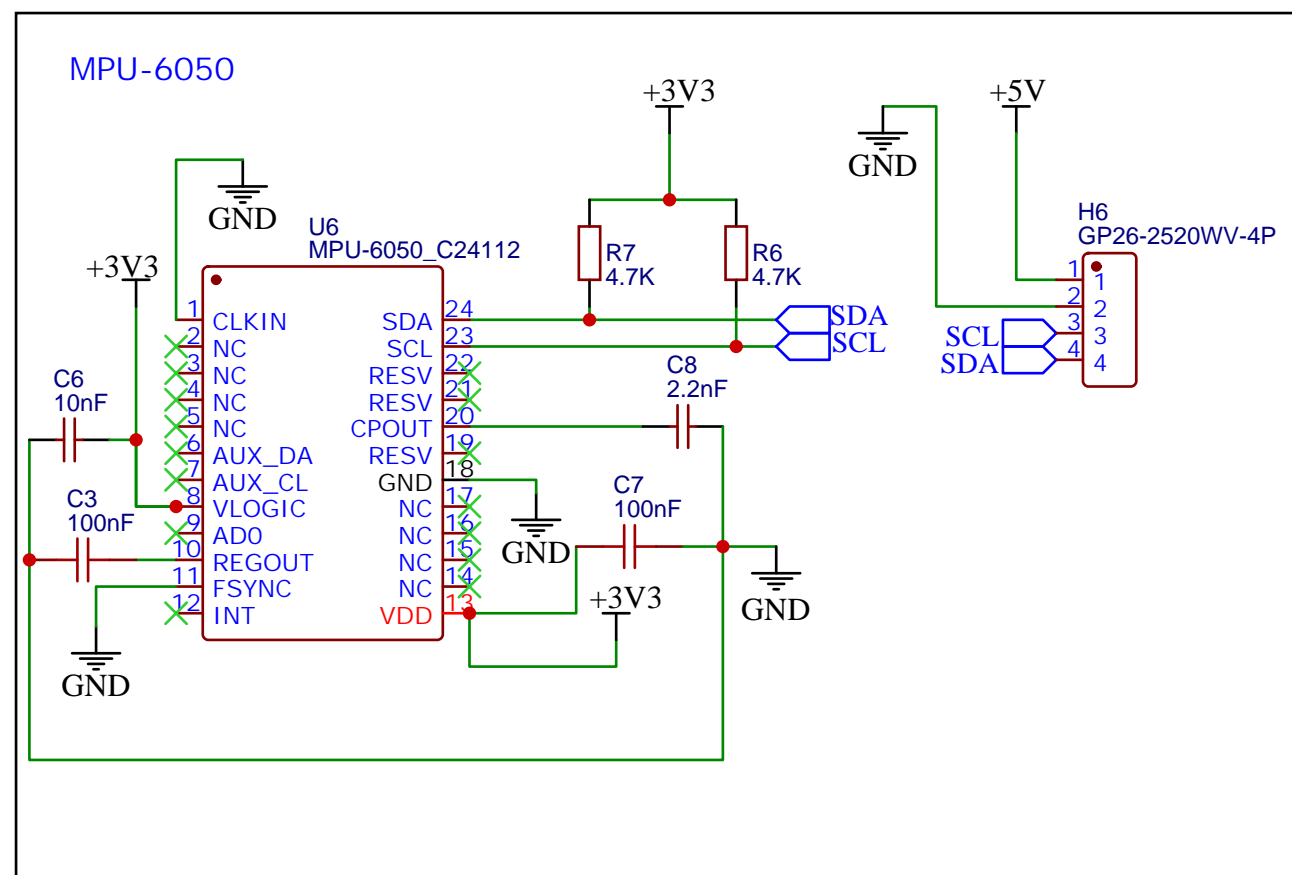 MPU-6050
+3V3
+5V
GND
GND
H6
GP26-2520WV-4P
U6
MPU-6050_C24112
+3V3
R7
4.7K
R6
4.7K
1 CLKIN
2 NC
3 NC
4 NC
5 NC
6 AUX_DA
7 AUX_CL
8 VLOGIC
9 AD0
10 REGOUT
11 FSYNC
12 INT
SDA 24
SCL 23
RESV 22
RESV 21
CPOUT 20
RESV 19
GND 18
NC 17
NC 16
NC 15
NC 14
VDD 13
SDA
SCL
1 1
2 2
SCL 3 3
SDA 4 4
C6
10nF
C8
2.2nF
C3
100nF
C7
100nF
GND
+3V3
GND
GND